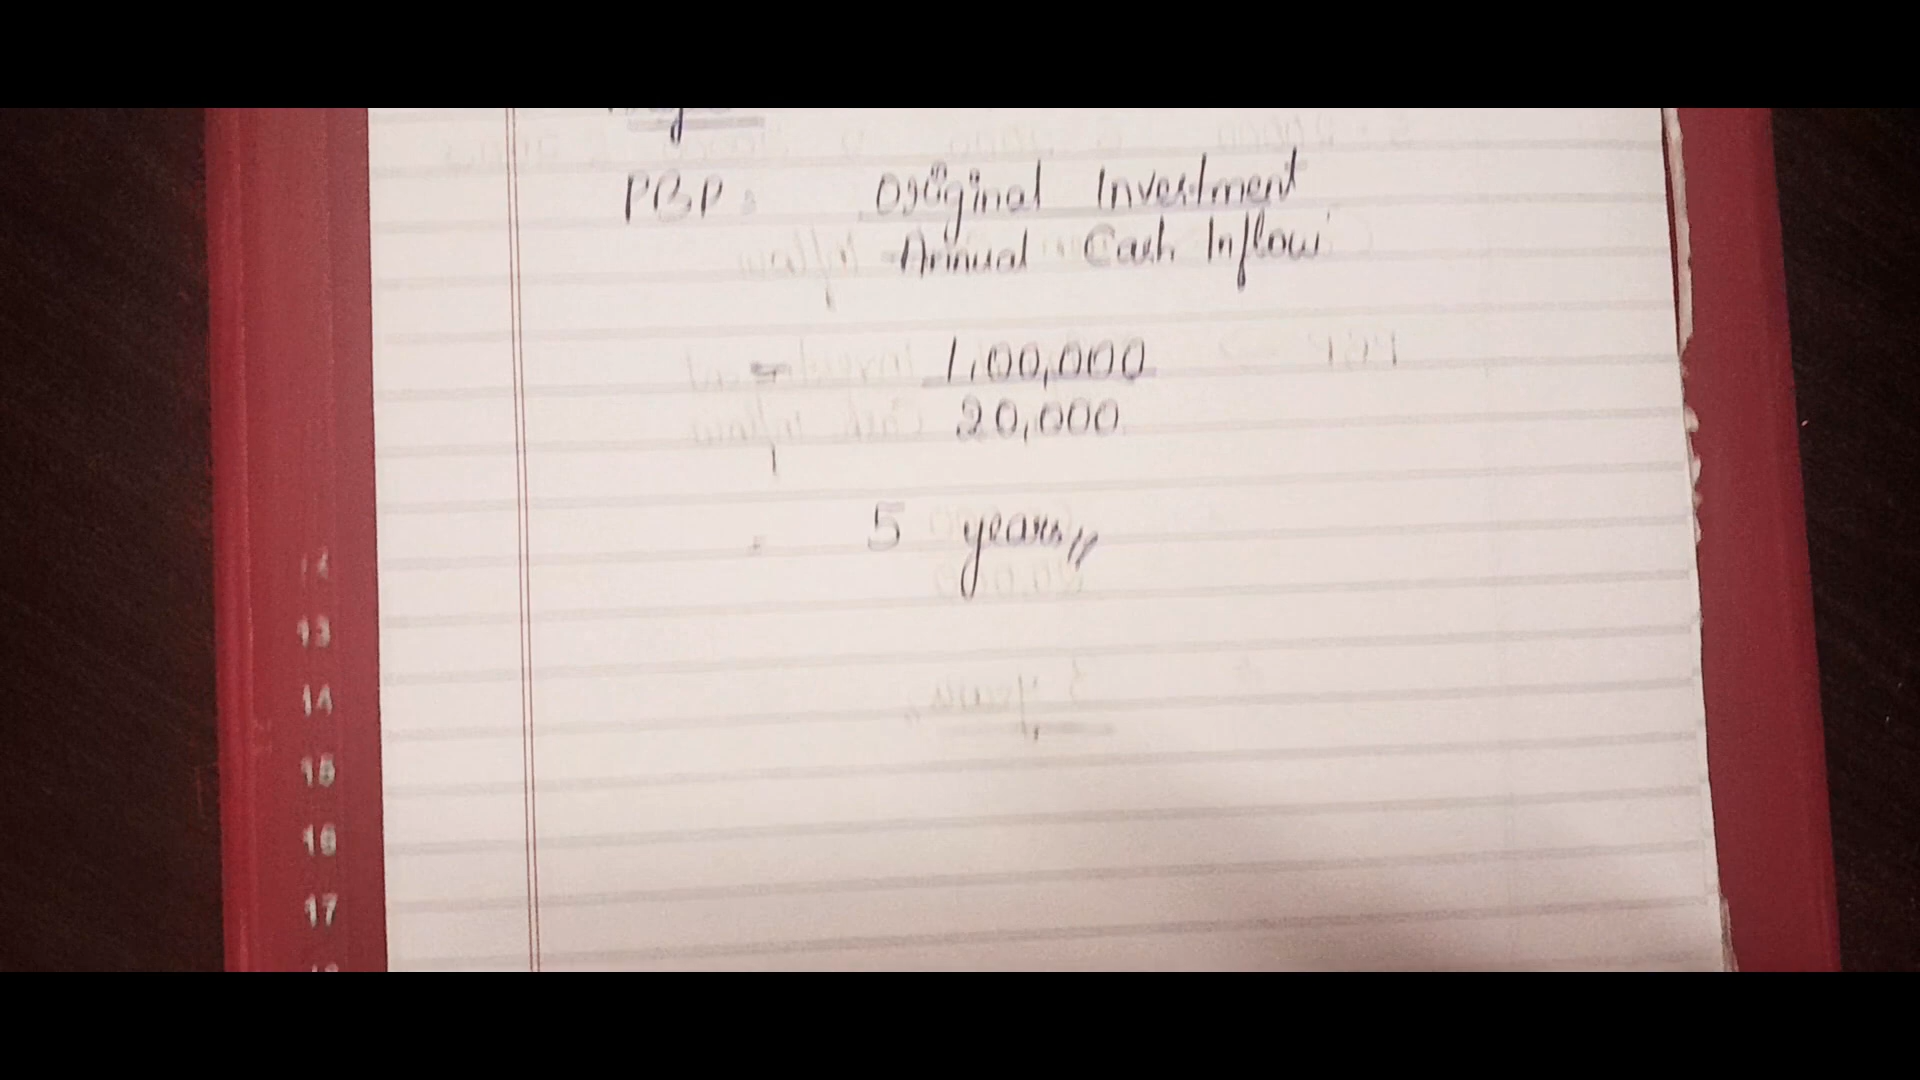 PBP = Original Investment
Annual Cash Inflow
= 1,00,000
20,000
= 5 years,,
13
14
15
16
17